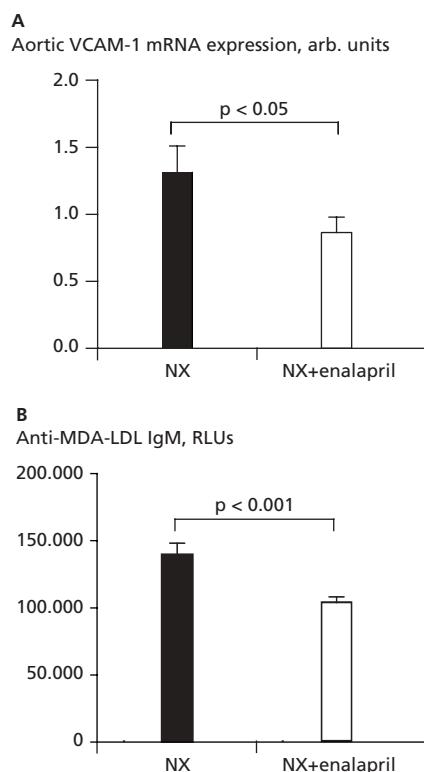 A
Aortic VCAM-1 mRNA expression, arb. units
2.0
p < 0.05
1.5
1.0
0.5
0.0
NX NX+enalapril
B
Anti-MDA-LDL IgM, RLUs
200.000
p < 0.001
150.000
100.000
50.000
0
NX NX+enalapril